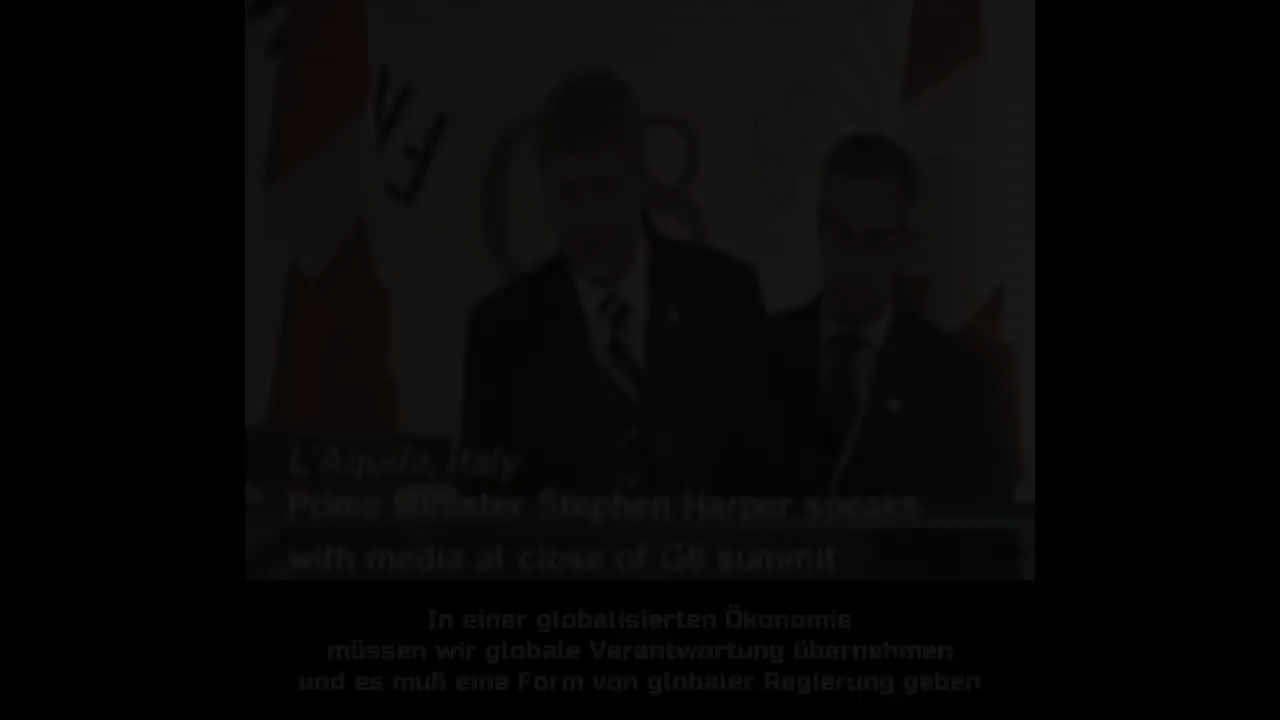 L'Aquila, Italy
Prime Minister Stephen Harper speaks
with media at close of G8 summit
In einer globalisierten Ökonomie
müssen wir globale Verantwortung übernehmen
und es muß eine Form von globaler Regierung geben